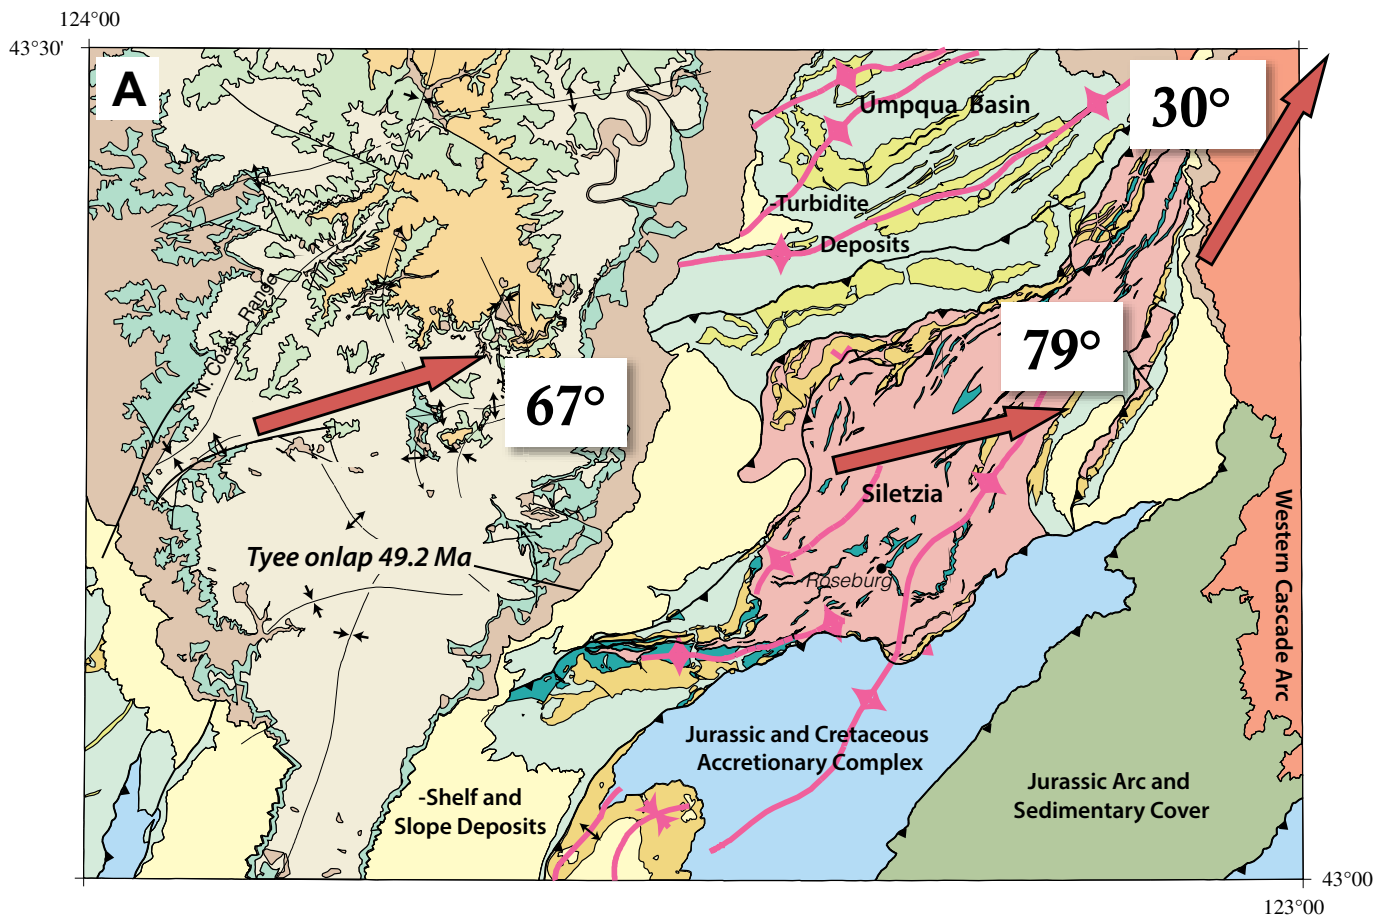 124°00
43°30'
A
Umpqua Basin
30°
-Turbidite
Deposits
N. Coast Range
79°
67°
Siletzia
Western Cascade Arc
Tyee onlap 49.2 Ma
Roseburg
Jurassic and Cretaceous
Accretionary Complex
-Shelf and
Slope Deposits
Jurassic Arc and
Sedimentary Cover
43°00
123°00